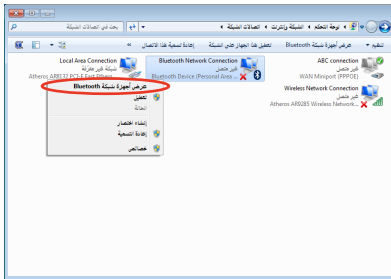 لوحة التحكم ◂ الشبكة وإنترنت ◂ اتصالات الشبكة ◂
بحث في اتصالات الشبكة
تنظيم
عرض أجهزة شبكة Bluetooth
تعطيل هذا الجهاز على الشبكة
إعادة تسمية هذا الاتصال
»
ABC connection
غير متصل
WAN Miniport (PPPOE)
Bluetooth Network Connection
غير متصل
Bluetooth Device (Personal Area ...
Local Area Connection
شبكة غير معرفة
Atheros AR8132 PCI-E Fast Ethern...
Wireless Network Connection
غير متصل
Atheros AR9285 Wireless Network...
عرض أجهزة شبكة Bluetooth
تعطيل
الحالة
إنشاء اختصار
إعادة التسمية
خصائص